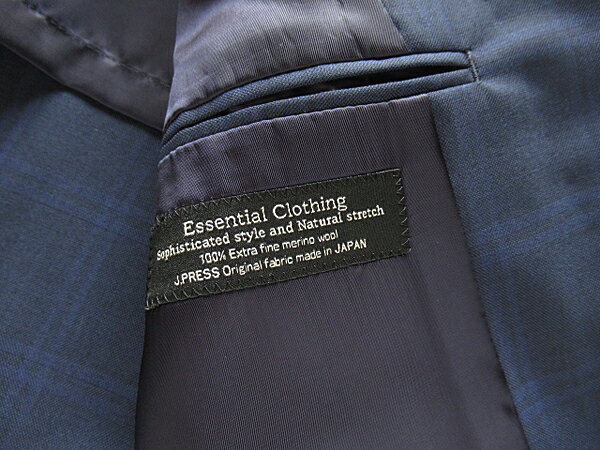 Essential Clothing
Sophisticated style and Natural stretch
100% Extra fine merino wool
J.PRESS Original fabric made in JAPAN